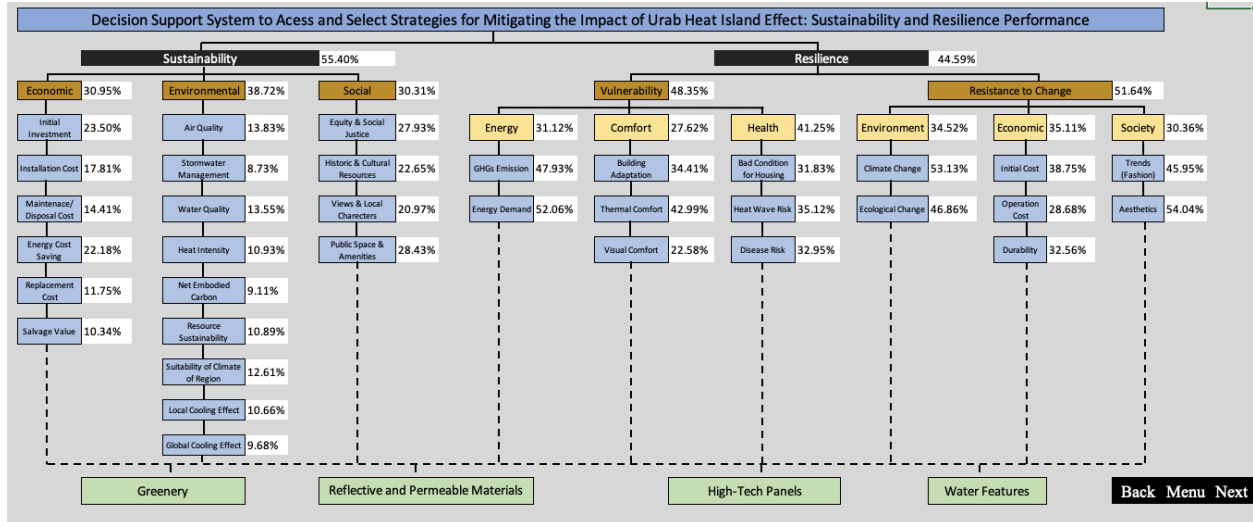 Decision Support System to Acess and Select Strategies for Mitigating the Impact of Urab Heat Island Effect: Sustainability and Resilience Performance
Sustainability 55.40%
Resilience 44.59%
Economic 30.95%
Environmental 38.72%
Social 30.31%
Vulnerability 48.35%
Resistance to Change 51.64%
Initial
Investment 23.50%
Installation Cost 17.81%
Maintenace/
Disposal Cost 14.41%
Energy Cost
Saving 22.18%
Replacement
Cost 11.75%
Salvage Value 10.34%
Air Quality 13.83%
Stormwater
Management 8.73%
Water Quality 13.55%
Heat Intensity 10.93%
Net Embodied
Carbon 9.11%
Resource
Sustainability 10.89%
Suitability of Climate
of Region 12.61%
Local Cooling Effect 10.66%
Global Cooling Effect 9.68%
Equity & Social
Justice 27.93%
Historic & Cultural
Resources 22.65%
Views & Local
Charecters 20.97%
Public Space &
Amenities 28.43%
Energy 31.12%
GHGs Emission 47.93%
Energy Demand 52.06%
Comfort 27.62%
Building
Adaptation 34.41%
Thermal Comfort 42.99%
Visual Comfort 22.58%
Health 41.25%
Bad Condition
for Housing 31.83%
Heat Wave Risk 35.12%
Disease Risk 32.95%
Environment 34.52%
Climate Change 53.13%
Ecological Change 46.86%
Economic 35.11%
Initial Cost 38.75%
Operation
Cost 28.68%
Durability 32.56%
Society 30.36%
Trends
(Fashion) 45.95%
Aesthetics 54.04%
Greenery
Reflective and Permeable Materials
High-Tech Panels
Water Features
Back Menu Next